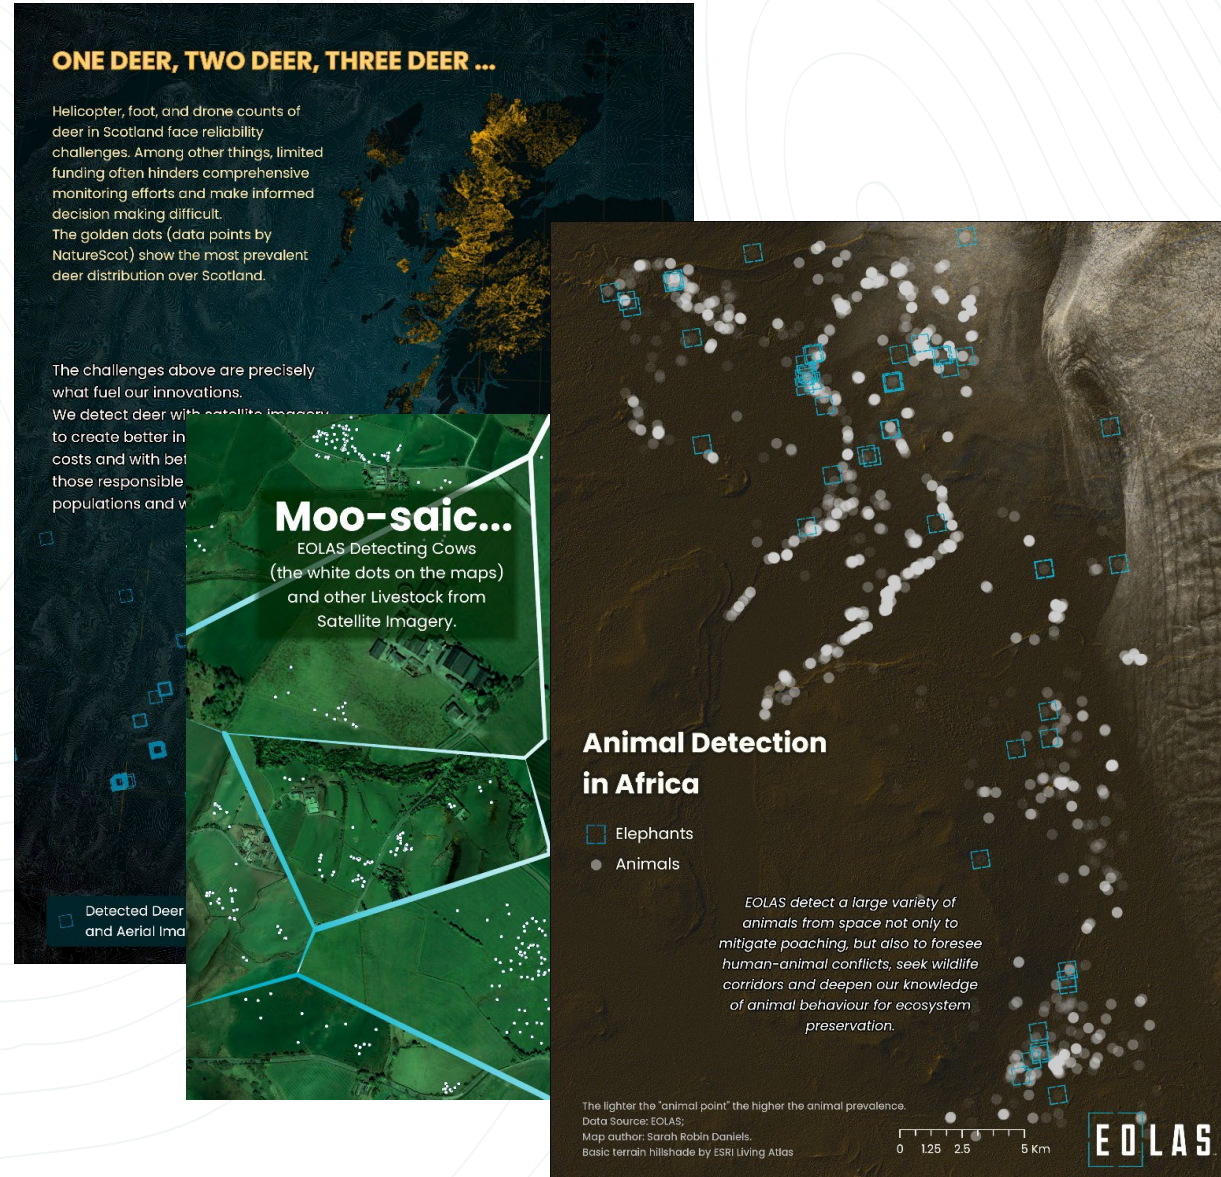 ONE DEER, TWO DEER, THREE DEER ...
Helicopter, foot, and drone counts of
deer in Scotland face reliability
challenges. Among other things, limited
funding often hinders comprehensive
monitoring efforts and make informed
decision making difficult.
The golden dots (data points by
NatureScot) show the most prevalent
deer distribution over Scotland.
The challenges above are precisely
what fuel our innovations.
We detect deer with satellite imagery
to create better in
costs and with bet
those responsible
populations and w
Detected Deer
and Aerial Ima
Moo-saic...
EOLAS Detecting Cows
(the white dots on the maps)
and other Livestock from
Satellite Imagery.
Animal Detection
in Africa
Elephants
Animals
EOLAS detect a large variety of
animals from space not only to
mitigate poaching, but also to foresee
human-animal conflicts, seek wildlife
corridors and deepen our knowledge
of animal behaviour for ecosystem
preservation.
The lighter the "animal point" the higher the animal prevalence.
Data Source: EOLAS;
Map author: Sarah Robin Daniels.
Basic terrain hillshade by ESRI Living Atlas
0 1.25 2.5 5 Km
EOLAS